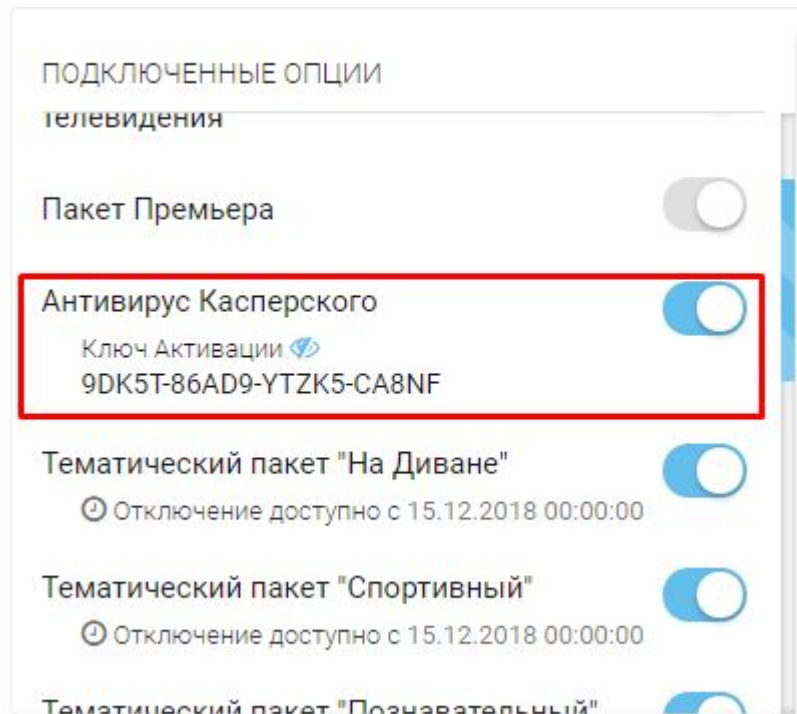 ПОДКЛЮЧЕННЫЕ ОПЦИИ
телевидения
Пакет Премьера
Антивирус Касперского
Ключ Активации
9DK5T-86AD9-YTZK5-CA8NF
Тематический пакет "На Диване"
Отключение доступно с 15.12.2018 00:00:00
Тематический пакет "Спортивный"
Отключение доступно с 15.12.2018 00:00:00
Тематический пакет "Познавательный"